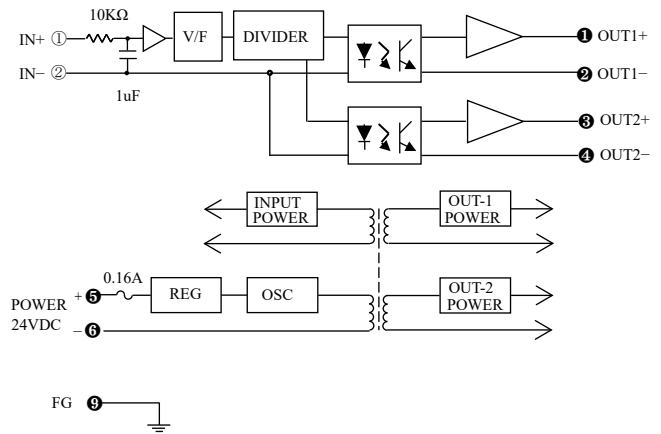 10KΩ
IN+ ①
V/F
DIVIDER
❶ OUT1+
IN− ②
❷ OUT1−
1uF
❸ OUT2+
❹ OUT2−
INPUT
POWER
OUT-1
POWER
0.16A
+ ❺
REG
OSC
OUT-2
POWER
POWER
24VDC
− ❻
FG ❾